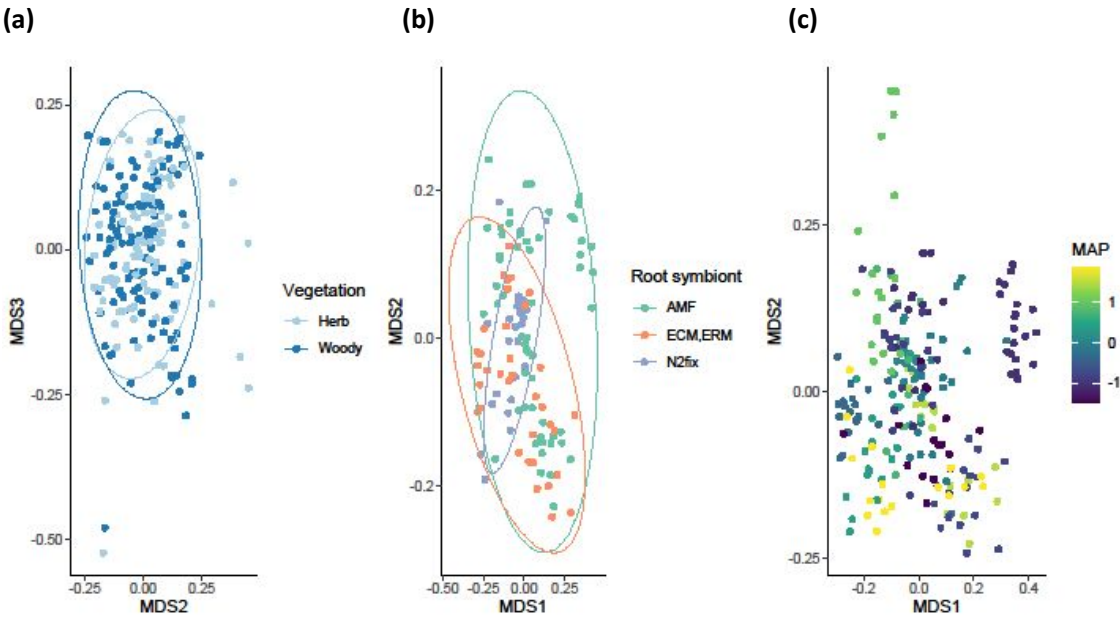 (a)
(b)
(c)
0.25
0.00
-0.25
-0.50
MDS3
-0.25 0.00 0.25
MDS2
Vegetation
Herb
Woody
0.2
0.0
-0.2
MDS2
-0.50 -0.25 0.00 0.25
MDS1
Root symbiont
AMF
ECM,ERM
N2fix
0.25
0.00
-0.25
MDS2
-0.2 0.0 0.2 0.4
MDS1
MAP
1
0
-1